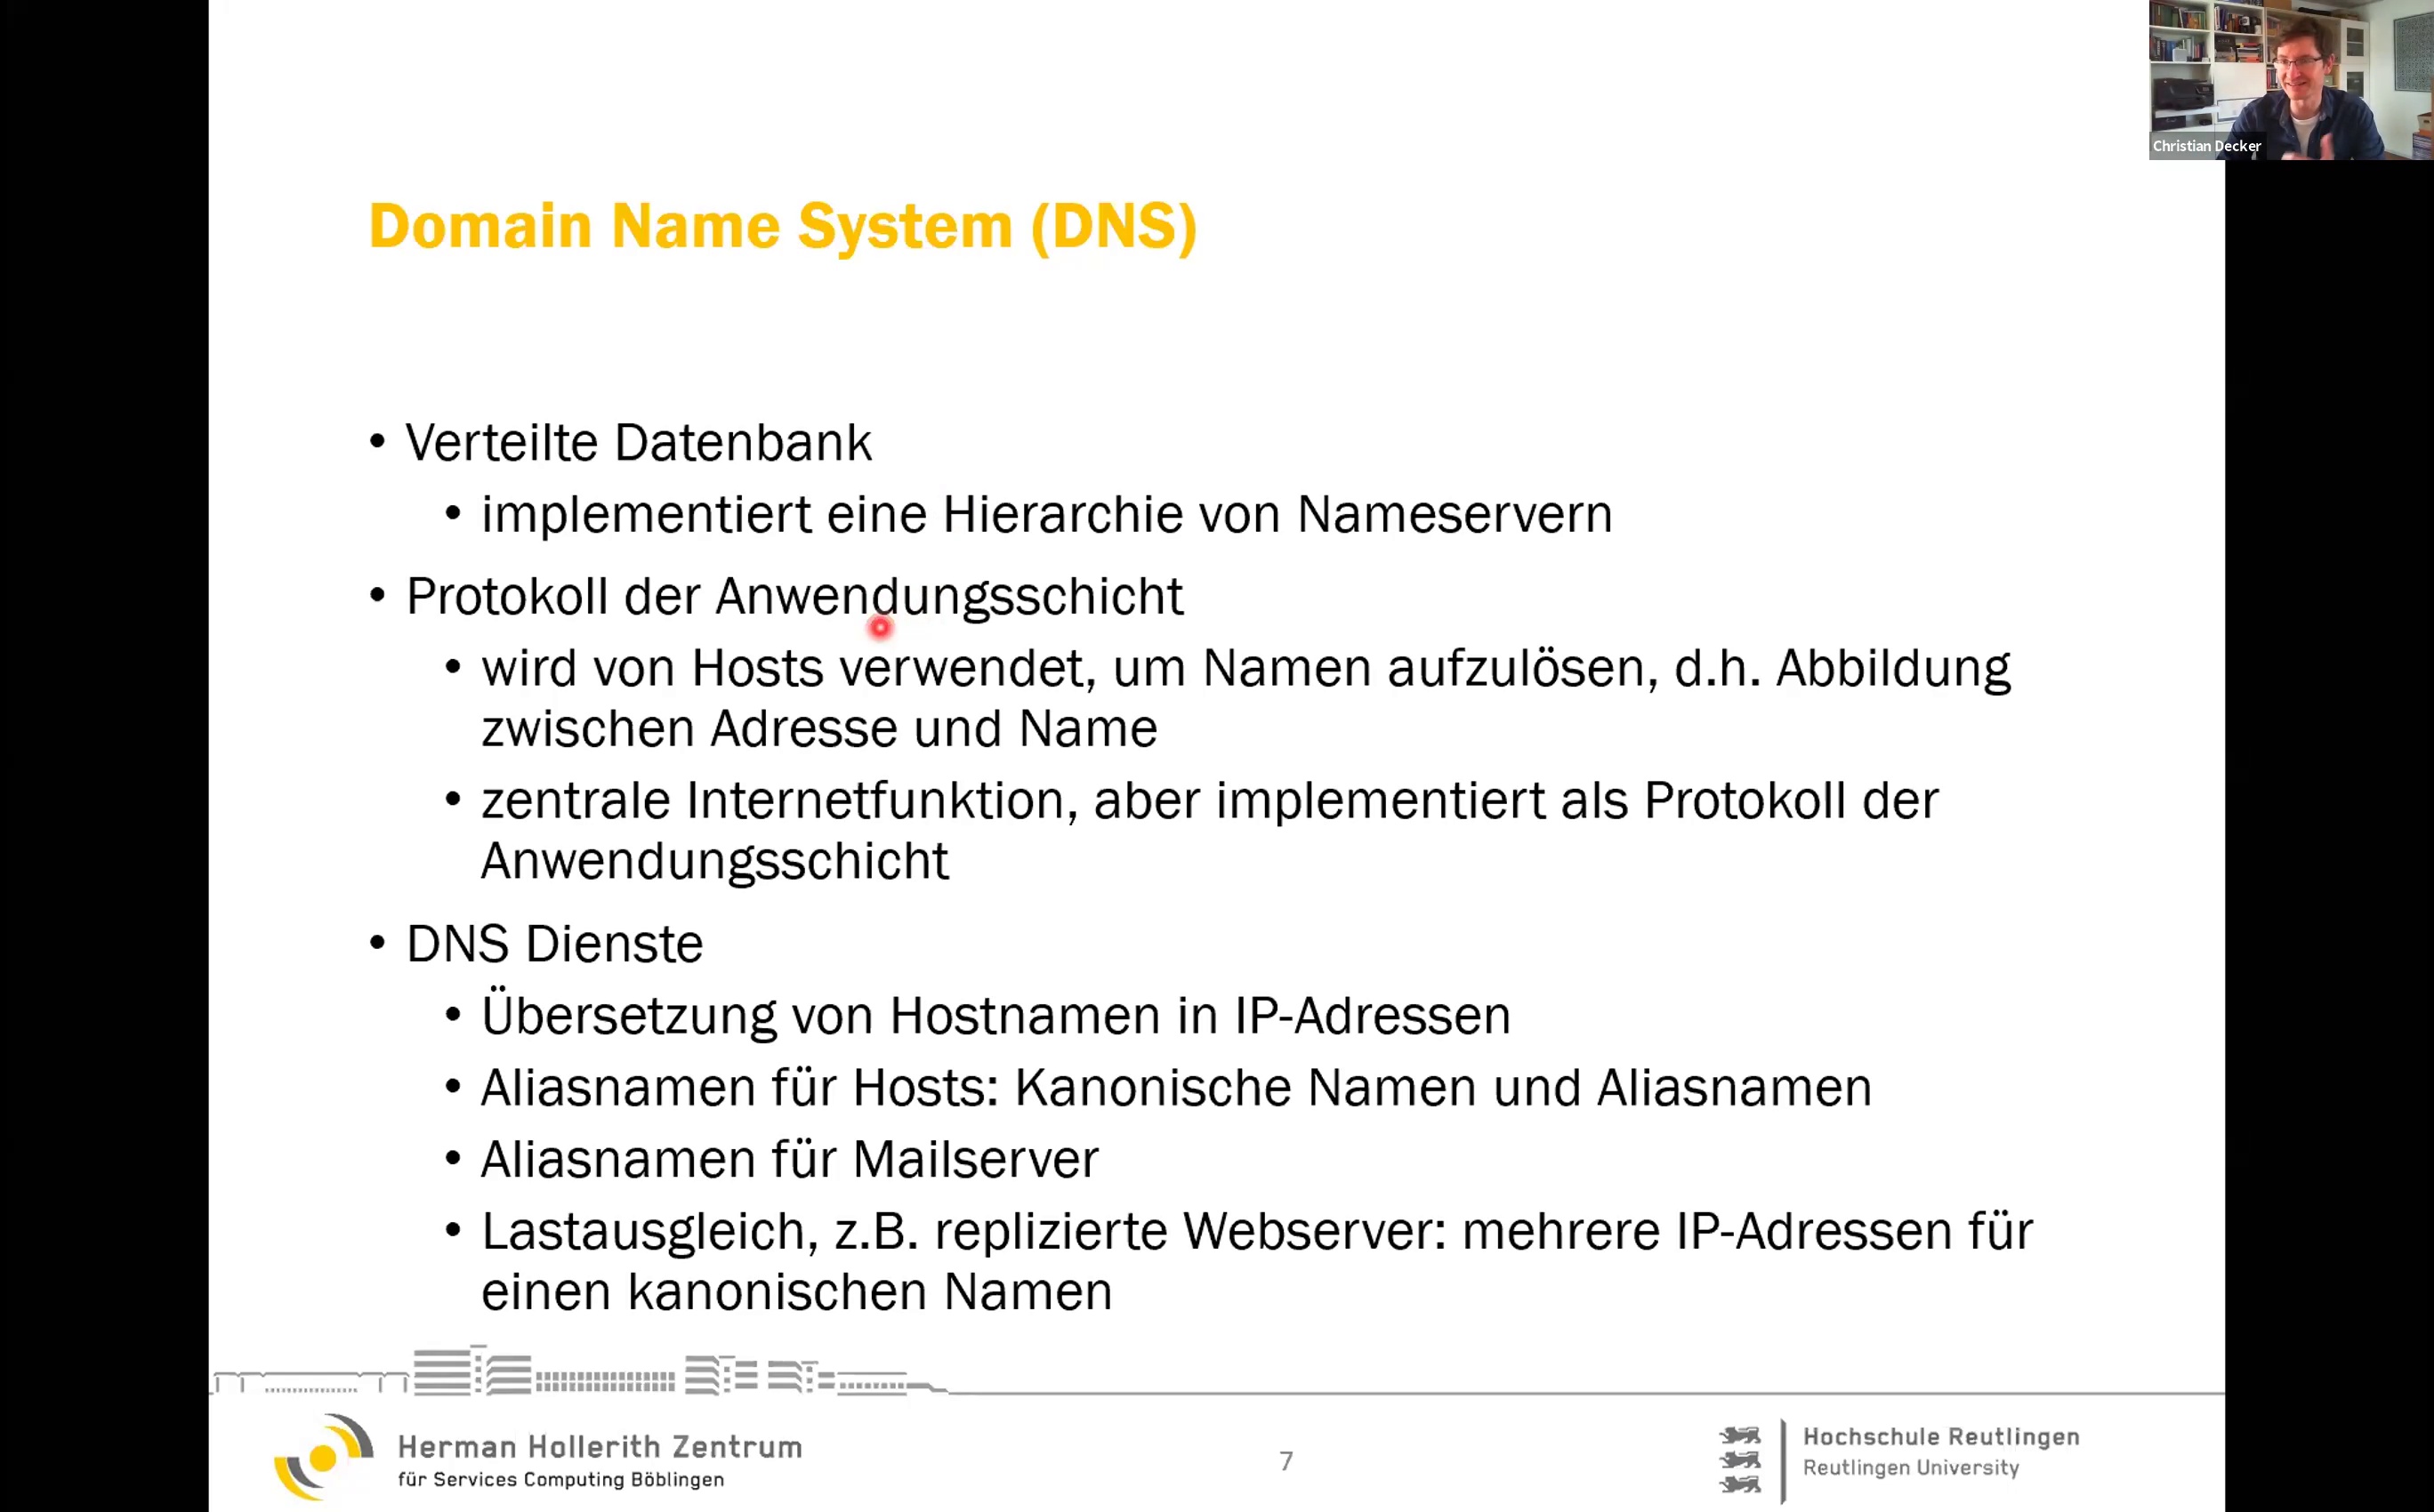 Christian Decker
Domain Name System (DNS)
• Verteilte Datenbank
• implementiert eine Hierarchie von Nameservern
• Protokoll der Anwendungsschicht
• wird von Hosts verwendet, um Namen aufzulösen, d.h. Abbildung
zwischen Adresse und Name
• zentrale Internetfunktion, aber implementiert als Protokoll der
Anwendungsschicht
• DNS Dienste
• Übersetzung von Hostnamen in IP-Adressen
• Aliasnamen für Hosts: Kanonische Namen und Aliasnamen
• Aliasnamen für Mailserver
• Lastausgleich, z.B. replizierte Webserver: mehrere IP-Adressen für
einen kanonischen Namen
Herman Hollerith Zentrum
für Services Computing Böblingen
7
Hochschule Reutlingen
Reutlingen University